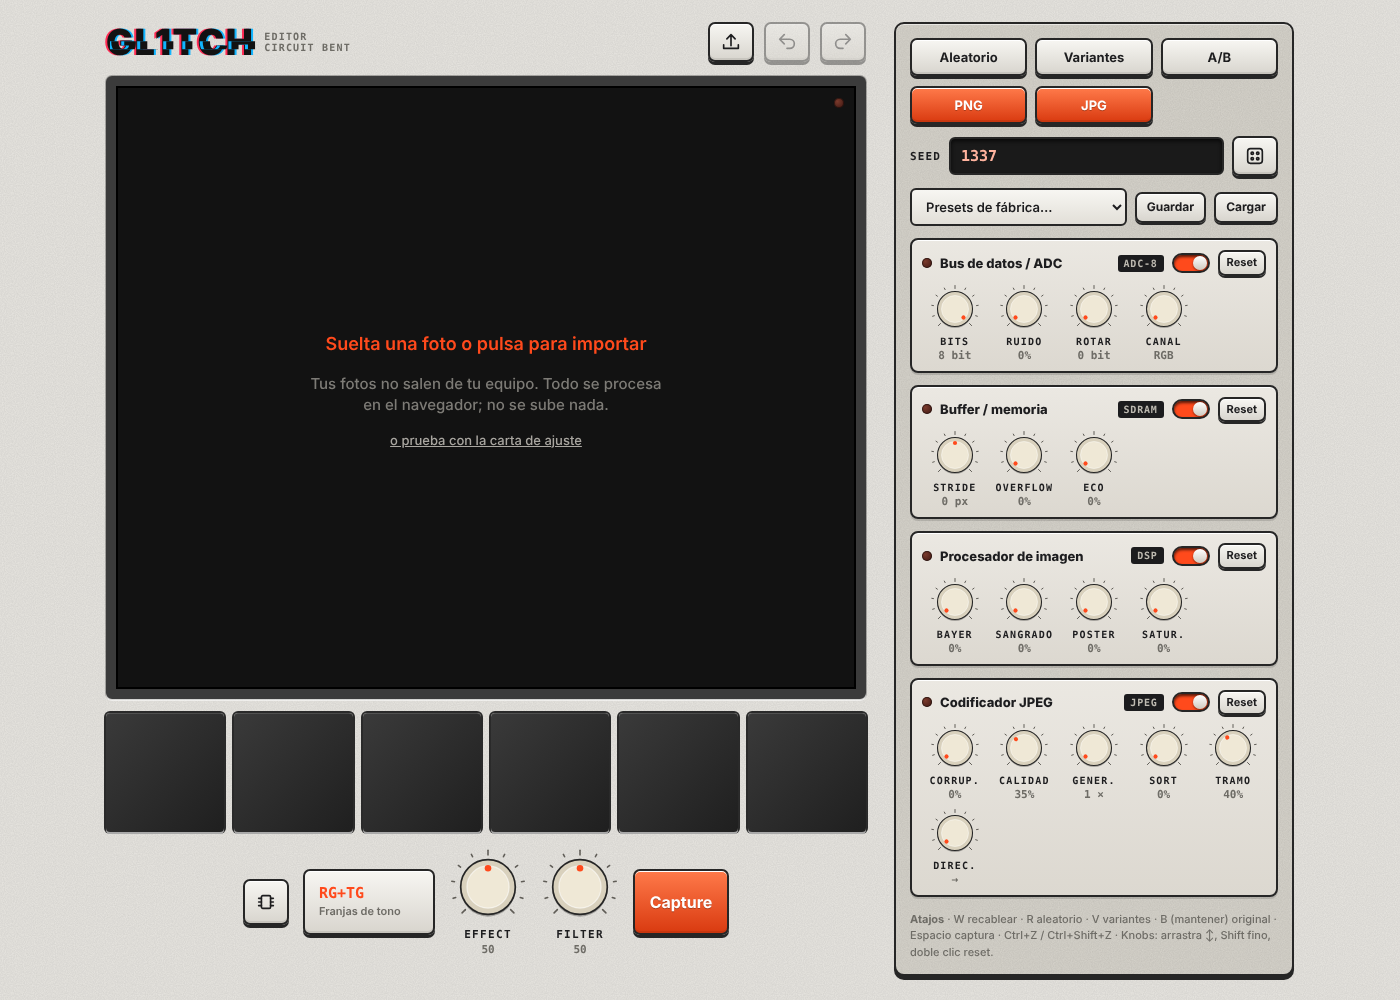 GL1TCH
EDITOR
CIRCUIT BENT
Aleatorio
Variantes
A/B
PNG
JPG
SEED
1337
Presets de fábrica...
Guardar
Cargar
Suelta una foto o pulsa para importar
Tus fotos no salen de tu equipo. Todo se procesa
en el navegador; no se sube nada.
o prueba con la carta de ajuste
Bus de datos / ADC
ADC-8
Reset
BITS
RUIDO
ROTAR
CANAL
8 bit
0%
0 bit
RGB
Buffer / memoria
SDRAM
Reset
STRIDE
OVERFLOW
ECO
0 px
0%
0%
Procesador de imagen
DSP
Reset
BAYER
SANGRADO
POSTER
SATUR.
0%
0%
0%
0%
Codificador JPEG
JPEG
Reset
CORRUP.
CALIDAD
GENER.
SORT
TRAMO
0%
35%
1 ×
0%
40%
DIREC.
→
RG+TG
Franjas de tono
EFFECT
50
FILTER
50
Capture
Atajos · W recablear · R aleatorio · V variantes · B (mantener) original ·
Espacio captura · Ctrl+Z / Ctrl+Shift+Z · Knobs: arrastra ↕, Shift fino,
doble clic reset.